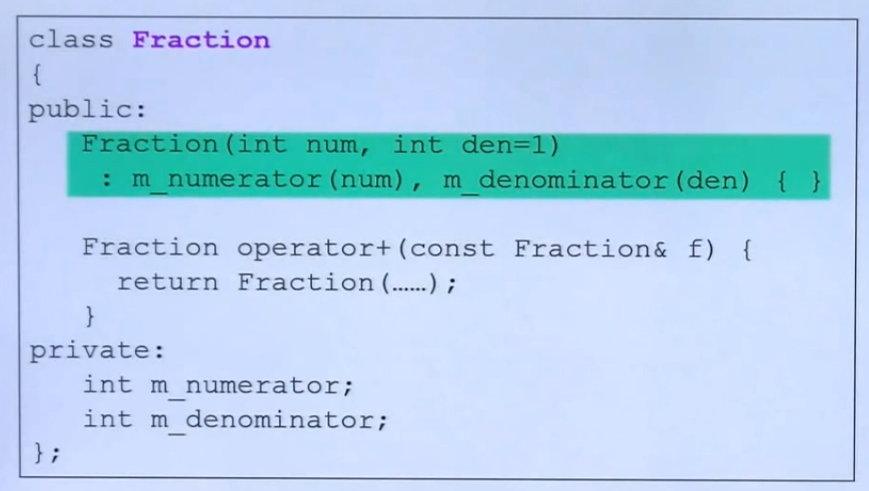 class Fraction
{
public:
Fraction(int num, int den=1)
: m_numerator(num), m_denominator(den) { }
Fraction operator+(const Fraction& f) {
return Fraction(……);
}
private:
int m_numerator;
int m_denominator;
};